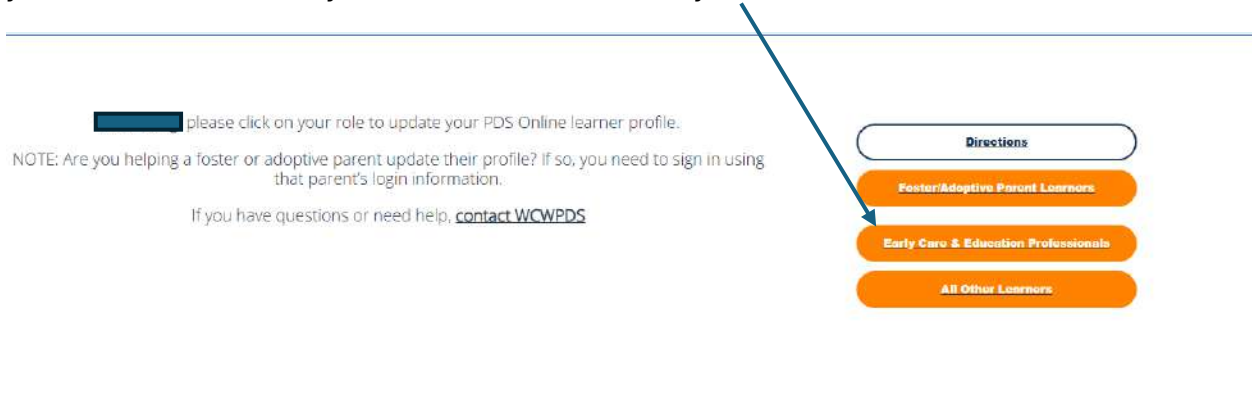 please click on your role to update your PDS Online learner profile.
NOTE: Are you helping a foster or adoptive parent update their profile? If so, you need to sign in using
that parent's login information.
If you have questions or need help, contact WCWPDS
Directions
Foster/Adoptive Parent Learners
Early Care & Education Professionals
All Other Learners